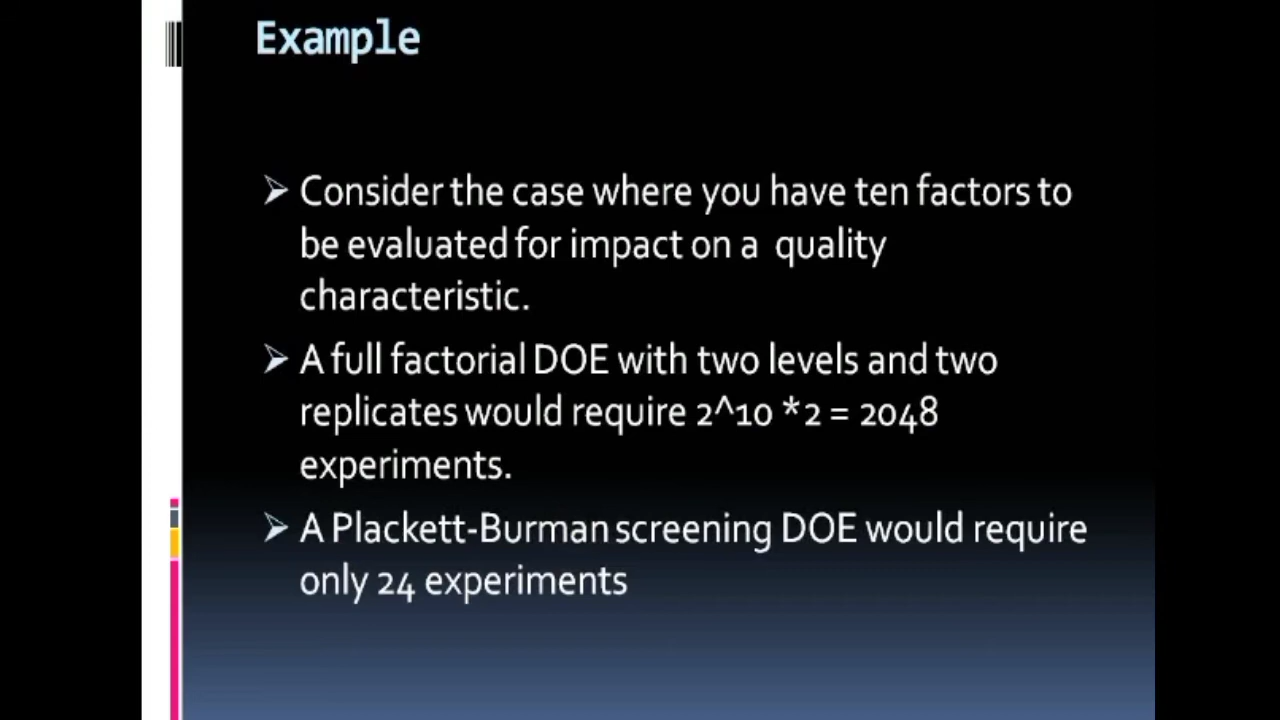 Example
Consider the case where you have ten factors to
be evaluated for impact on a quality
characteristic.
A full factorial DOE with two levels and two
replicates would require 2^10 *2 = 2048
experiments.
A Plackett-Burman screening DOE would require
only 24 experiments